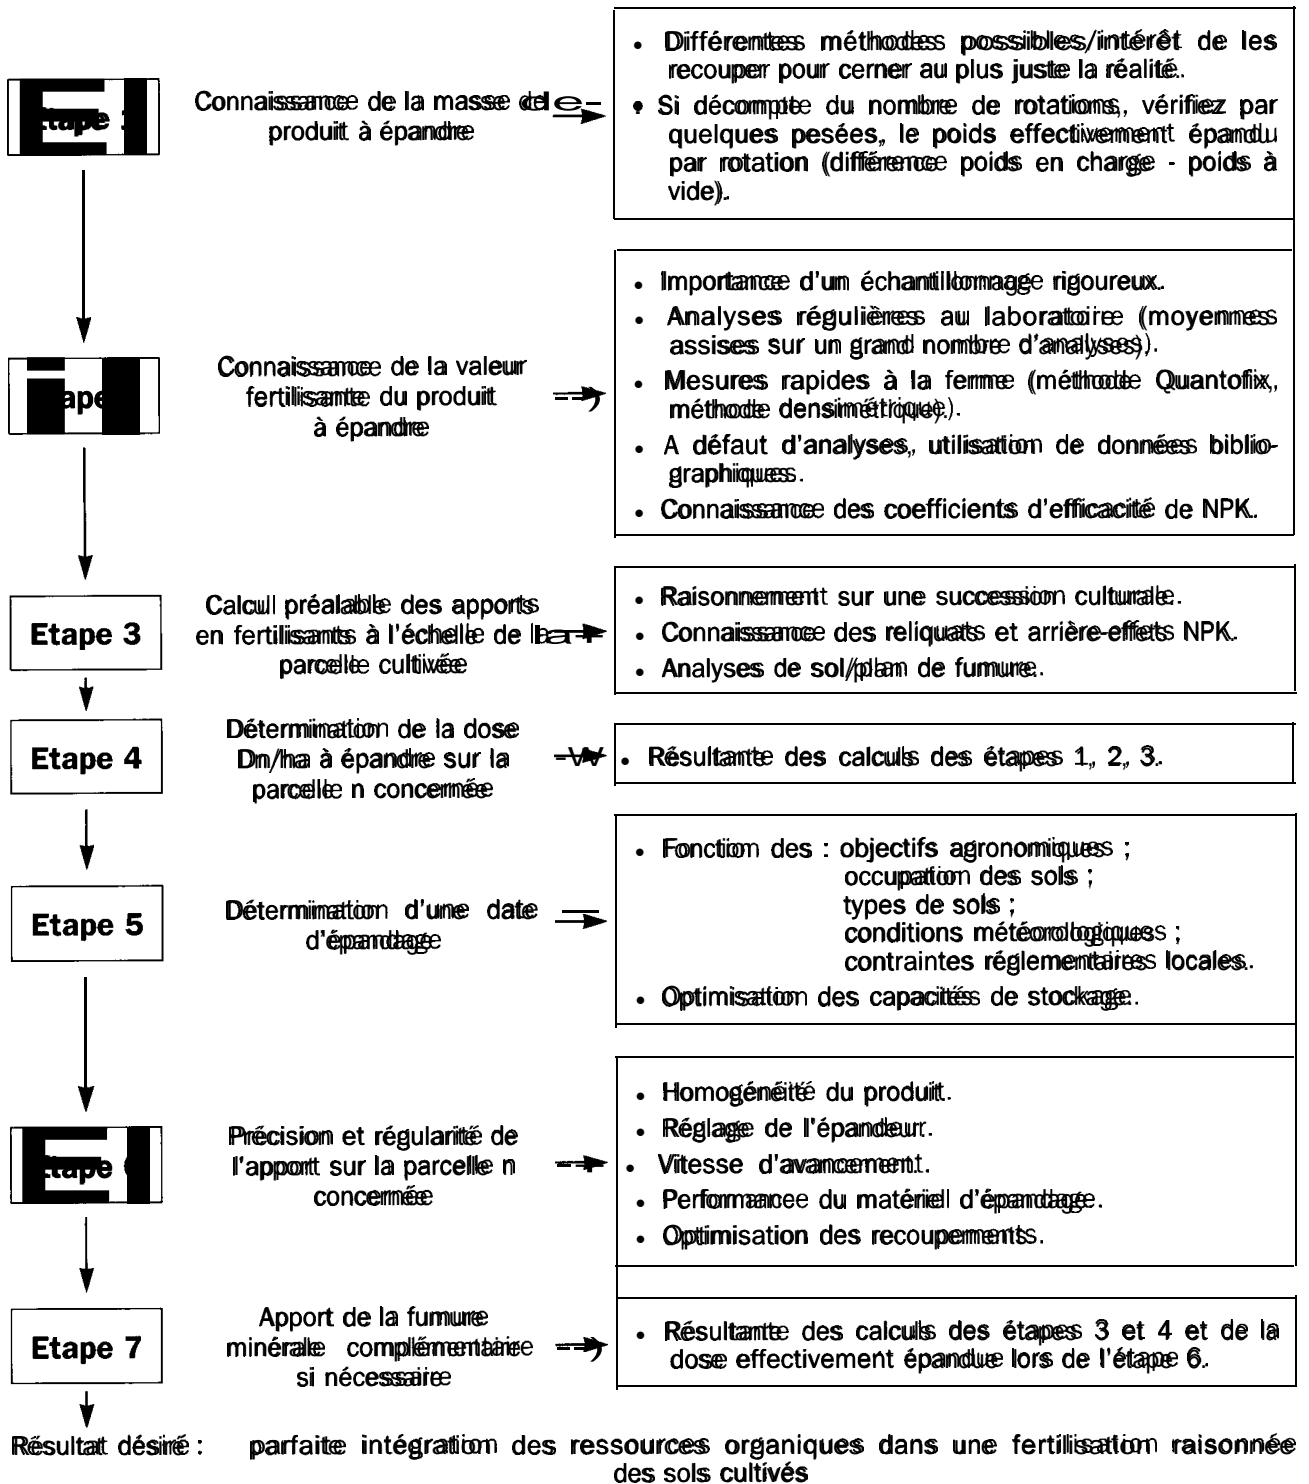 • Différentes méthodes possibles/intérêt de les
recouper pour cerner au plus juste la réalité.
Etape
Connaissance de la masse de
produit à épandre
• Si décompte du nombre de rotations, vérifiez par
quelques pesées, le poids effectivement épandu
par rotation (différence poids en charge - poids à
vide).
• Importance d'un échantillonnage rigoureux.
• Analyses régulières au laboratoire (moyennes
assises sur un grand nombre d'analyses).
ape
Connaissance de la valeur
fertilisante du produit
à épandre
• Mesures rapides à la ferme (méthode Quantofix,
méthode densimétrique).
• A défaut d'analyses, utilisation de données biblio-
graphiques.
• Connaissance des coefficients d'efficacité de NPK.
Etape 3
Calcul préalable des apports
en fertilisants à l'échelle de la
parcelle cultivée
• Raisonnement sur une succession culturale.
• Connaissance des reliquats et arrière-effets NPK.
• Analyses de sol/plan de fumure.
Etape 4
Détermination de la dose
Dn/ha à épandre sur la
parcelle n concernée
• Résultante des calculs des étapes 1, 2, 3.
Etape 5
Détermination d'une date
d'épandage
• Fonction des : objectifs agronomiques ;
occupation des sols ;
types de sols ;
conditions météorologiques ;
contraintes réglementaires locales.
• Optimisation des capacités de stockage.
Etape
Précision et régularité de
l'apport sur la parcelle n
concernée
• Homogénéité du produit.
• Réglage de l'épandeur.
• Vitesse d'avancement.
• Performance du matériel d'épandage.
• Optimisation des recoupements.
Etape 7
Apport de la fumure
minérale complémentaire
si nécessaire
• Résultante des calculs des étapes 3 et 4 et de la
dose effectivement épandue lors de l'étape 6.
Résultat désiré : parfaite intégration des ressources organiques dans une fertilisation raisonnée
des sols cultivés